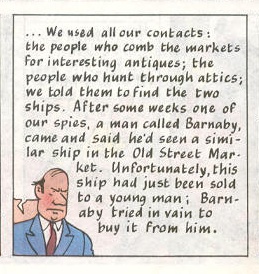 ... We used all our contacts:
the people who comb the markets
for interesting antiques; the
people who hunt through attics;
we told them to find the two
ships. After some weeks one of
our spies, a man called Barnaby,
came and said he'd seen a simi-
lar ship in the Old Street Mar-
ket. Unfortunately, this
ship had just been sold
to a young man; Barn-
aby tried in vain to
buy it from him.